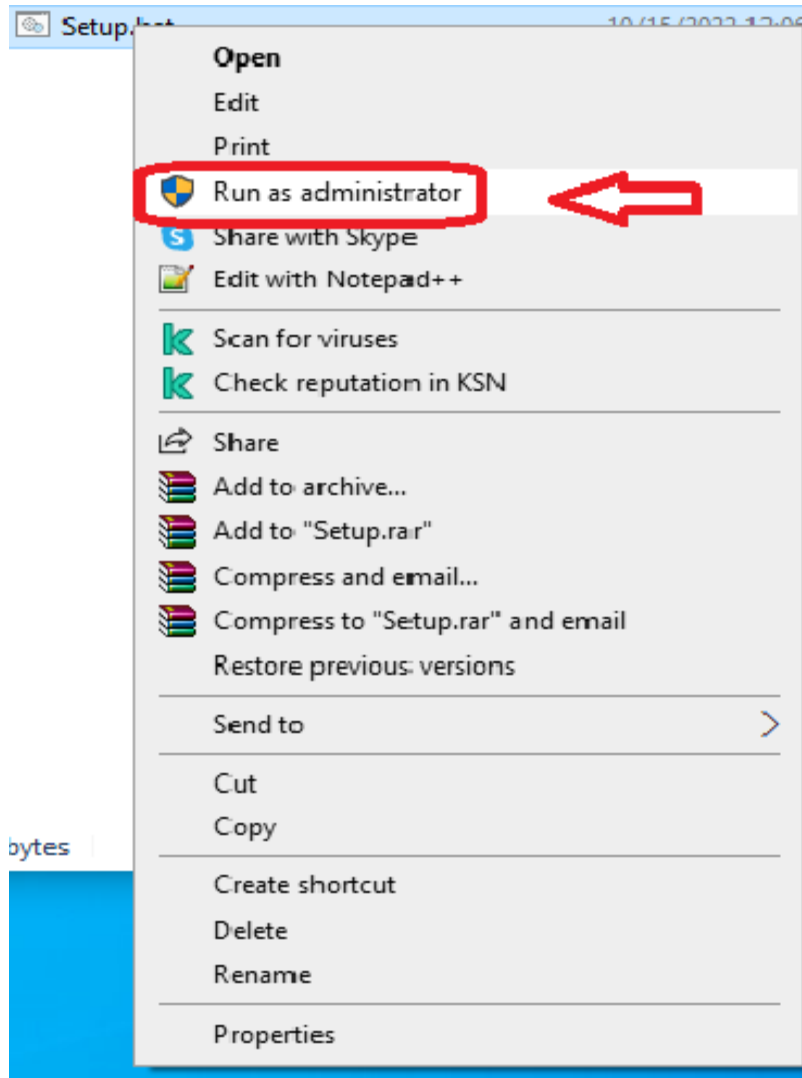 Setup.bat
Open
Edit
Print
Run as administrator
Share with Skype
Edit with Notepad++
Scan for viruses
Check reputation in KSN
Share
Add to archive...
Add to "Setup.rar"
Compress and email...
Compress to "Setup.rar" and email
Restore previous versions
Send to
Cut
Copy
bytes
Create shortcut
Delete
Rename
Properties